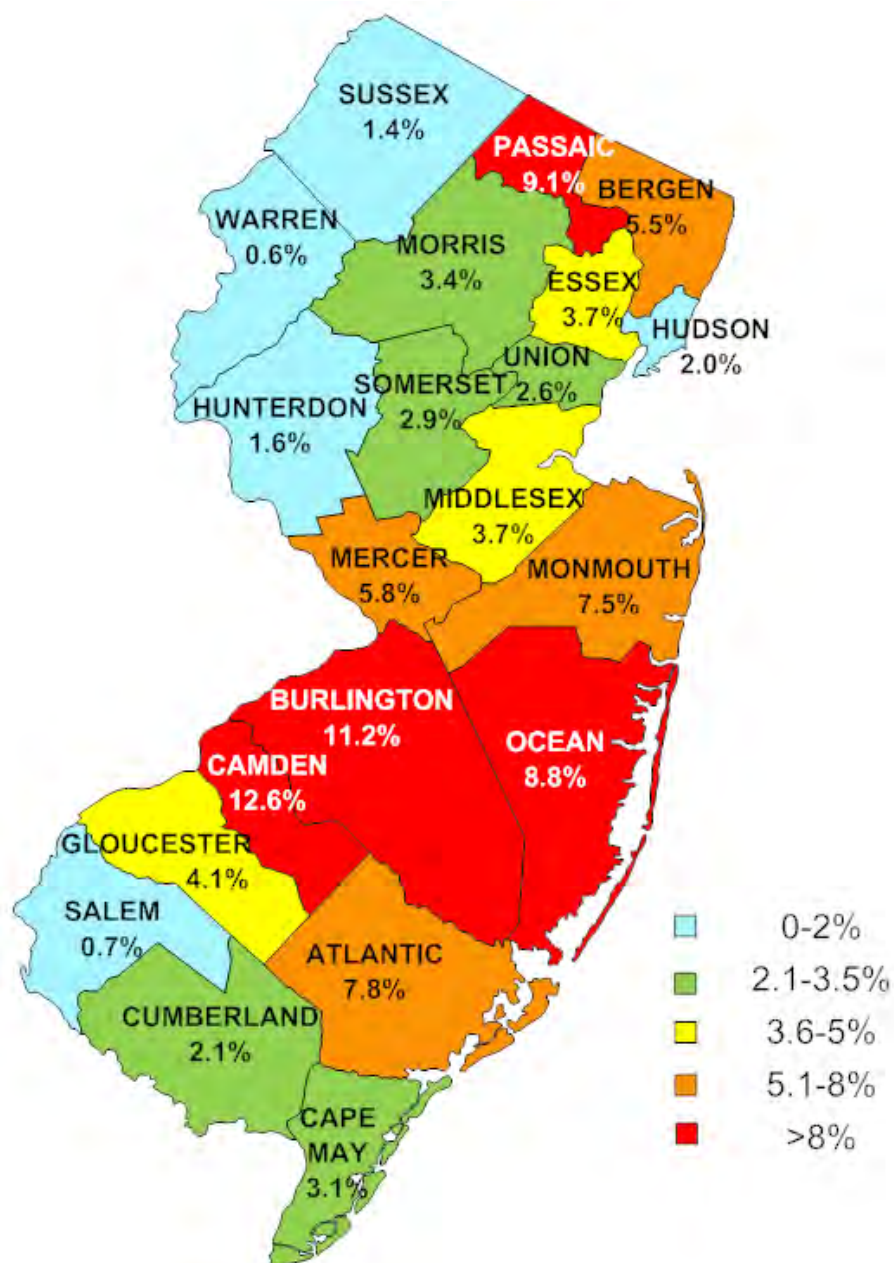 SUSSEX
1.4%
PASSAIC
9.1%
BERGEN
5.5%
WARREN
0.6%
MORRIS
3.4%
ESSEX
3.7%
HUDSON
2.0%
UNION
2.6%
SOMERSET
2.9%
HUNTERDON
1.6%
MIDDLESEX
3.7%
MERCER
5.8%
MONMOUTH
7.5%
BURLINGTON
11.2%
OCEAN
8.8%
CAMDEN
12.6%
GLOUCESTER
4.1%
SALEM
0.7%
ATLANTIC
7.8%
CUMBERLAND
2.1%
CAPE
MAY
3.1%
0-2%
2.1-3.5%
3.6-5%
5.1-8%
>8%